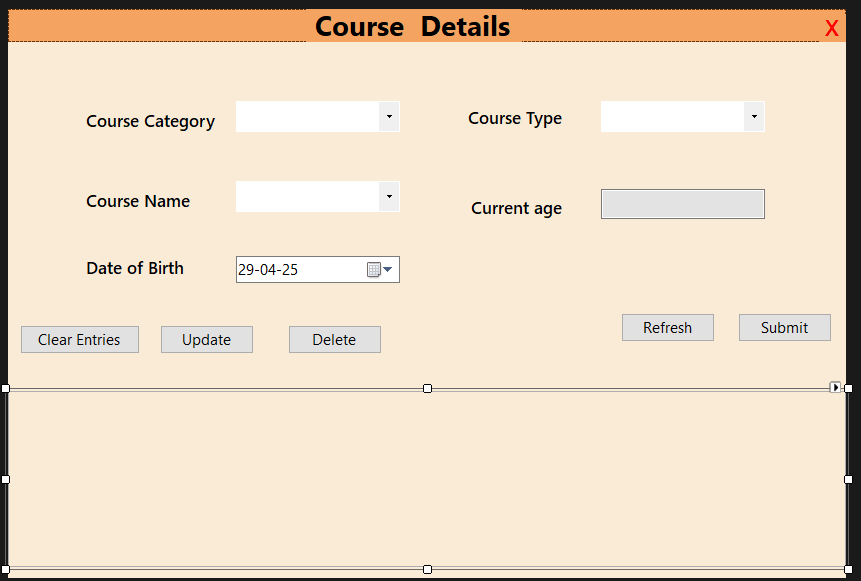 Course Details
X
Course Category
Course Type
Course Name
Current age
Date of Birth
29-04-25
Clear Entries
Update
Delete
Refresh
Submit